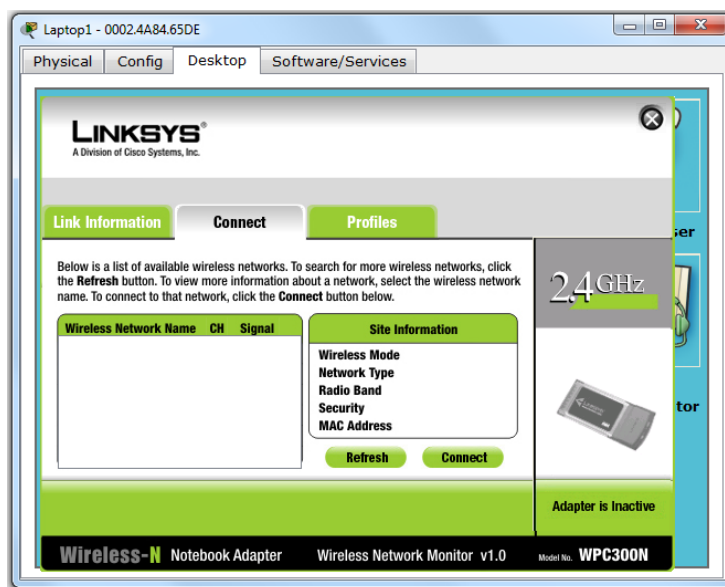 Laptop1 - 0002.4A84.65DE
Physical Config Desktop Software/Services
LINKSYS®
A Division of Cisco Systems, Inc.
Link Information Connect Profiles
ser
Below is a list of available wireless networks. To search for more wireless networks, click
the Refresh button. To view more information about a network, select the wireless network
name. To connect to that network, click the Connect button below.
2.4GHz
Wireless Network Name CH Signal
Site Information
Wireless Mode
Network Type
Radio Band
Security
MAC Address
tor
Refresh Connect
Adapter is Inactive
Wireless-N Notebook Adapter Wireless Network Monitor v1.0 Model No. WPC300N